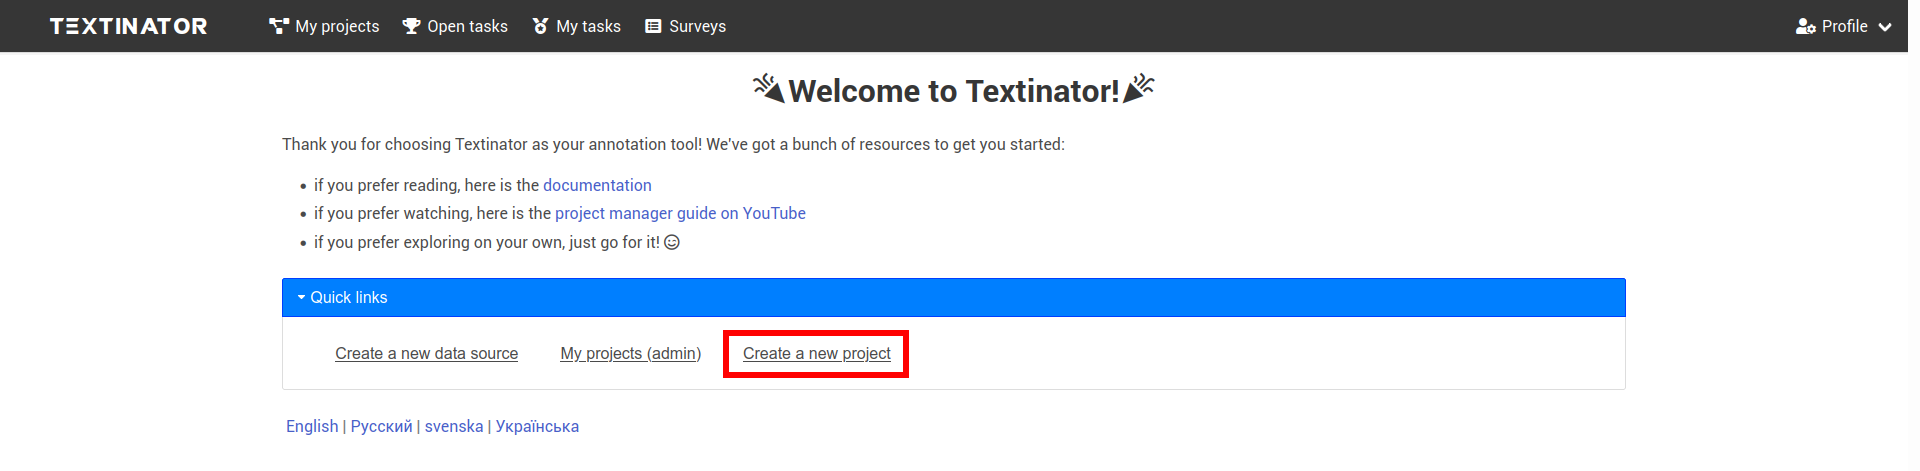 TEXTINATOR My projects Open tasks My tasks Surveys Profile
Welcome to Textinator!
Thank you for choosing Textinator as your annotation tool! We've got a bunch of resources to get you started:
• if you prefer reading, here is the documentation
• if you prefer watching, here is the project manager guide on YouTube
• if you prefer exploring on your own, just go for it! 😉
Quick links
Create a new data source My projects (admin) Create a new project
English | Русский | svenska | Українська